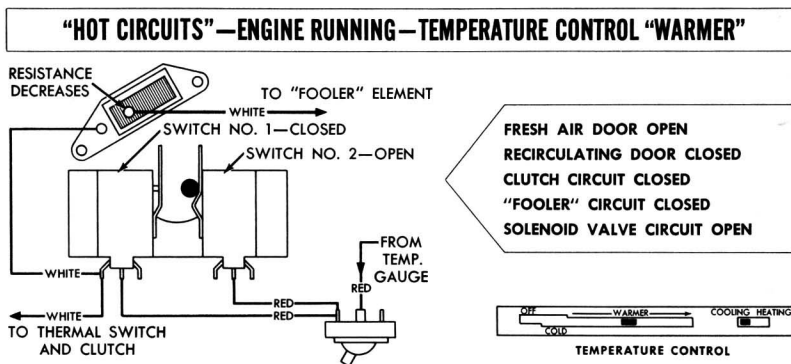 "HOT CIRCUITS"—ENGINE RUNNING—TEMPERATURE CONTROL "WARMER"
RESISTANCE
DECREASES
TO "FOOLER" ELEMENT
WHITE
SWITCH NO. 1—CLOSED
SWITCH NO. 2—OPEN
FRESH AIR DOOR OPEN
RECIRCULATING DOOR CLOSED
CLUTCH CIRCUIT CLOSED
"FOOLER" CIRCUIT CLOSED
SOLENOID VALVE CIRCUIT OPEN
FROM
TEMP.
GAUGE
WHITE
RED
RED
WHITE
RED
TO THERMAL SWITCH
AND CLUTCH
OFF
WARMER
COOLING HEATING
COLD
TEMPERATURE CONTROL